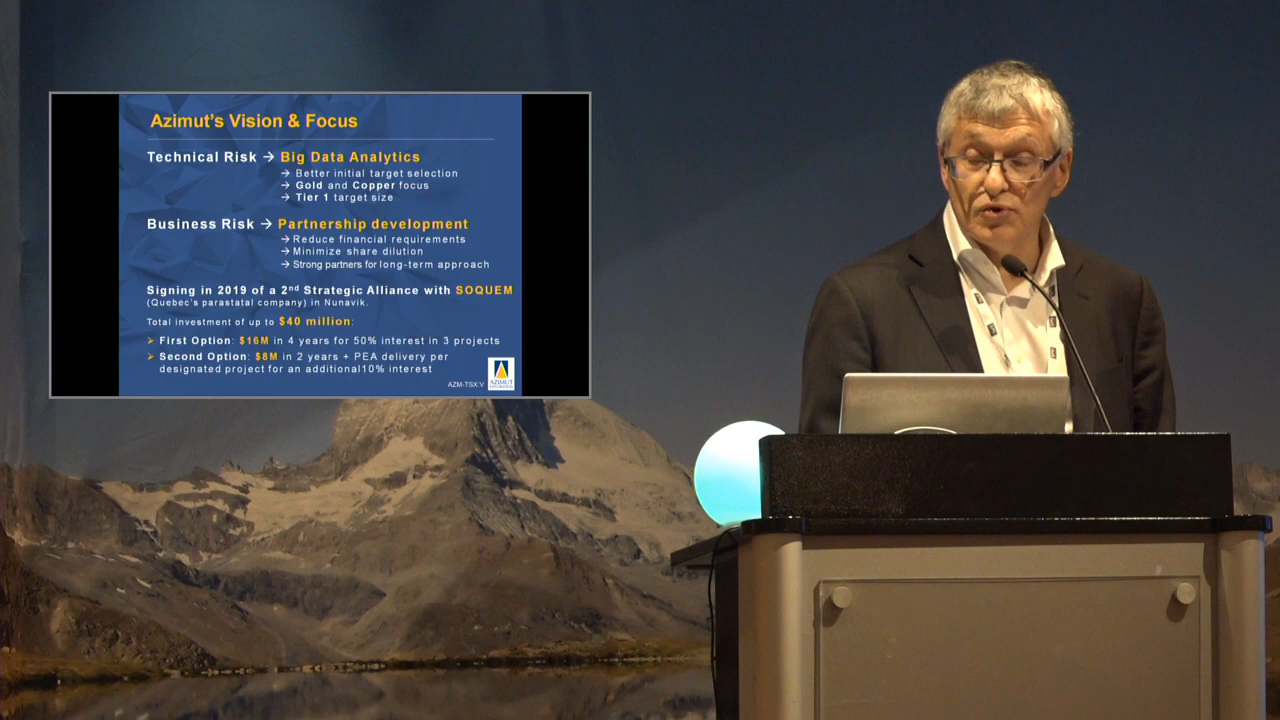 Azimut's Vision & Focus
Technical Risk → Big Data Analytics
→ Better initial target selection
→ Gold and Copper focus
→ Tier 1 target size
Business Risk → Partnership development
→ Reduce financial requirements
→ Minimize share dilution
→ Strong partners for long-term approach
Signing in 2019 of a 2nd Strategic Alliance with SOQUEM
(Quebec's parastatal company) in Nunavik.
Total investment of up to $40 million:
➢ First Option: $16M in 4 years for 50% interest in 3 projects
➢ Second Option: $8M in 2 years + PEA delivery per
designated project for an additional10% interest
AZM-TSX:V
AZIMUT